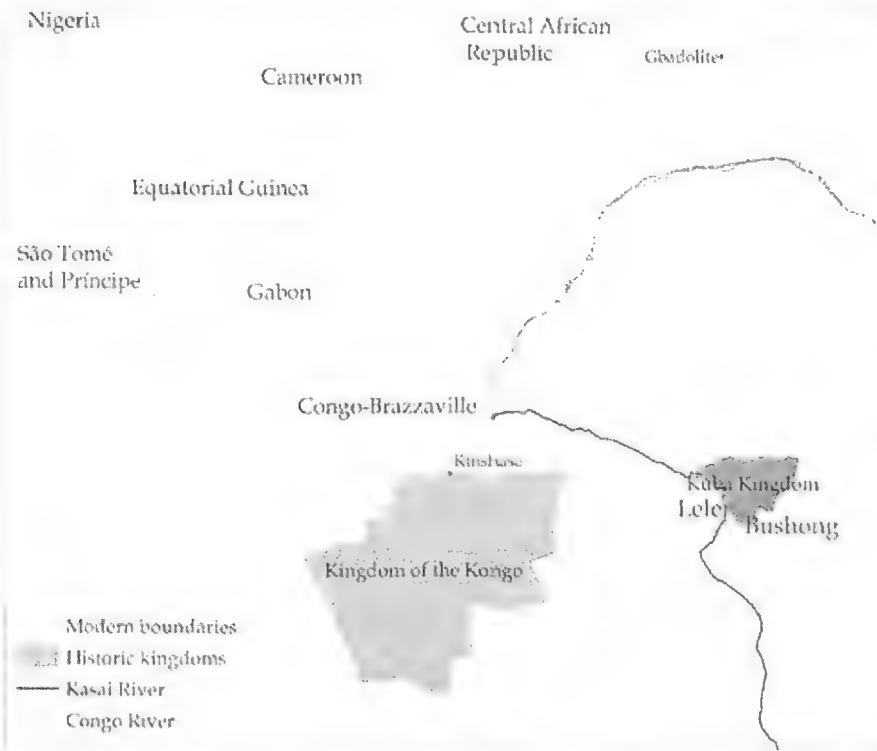 Nigeria
Central African
Republic
Gbadolite
Cameroon
Equatorial Guinea
São Tomé
and Príncipe
Gabon
Congo-Brazzaville
Kinshase
Kuba Kingdom
Lele
Bushong
Kingdom of the Kongo
Modern boundaries
Historic kingdoms
Kasai River
Congo River